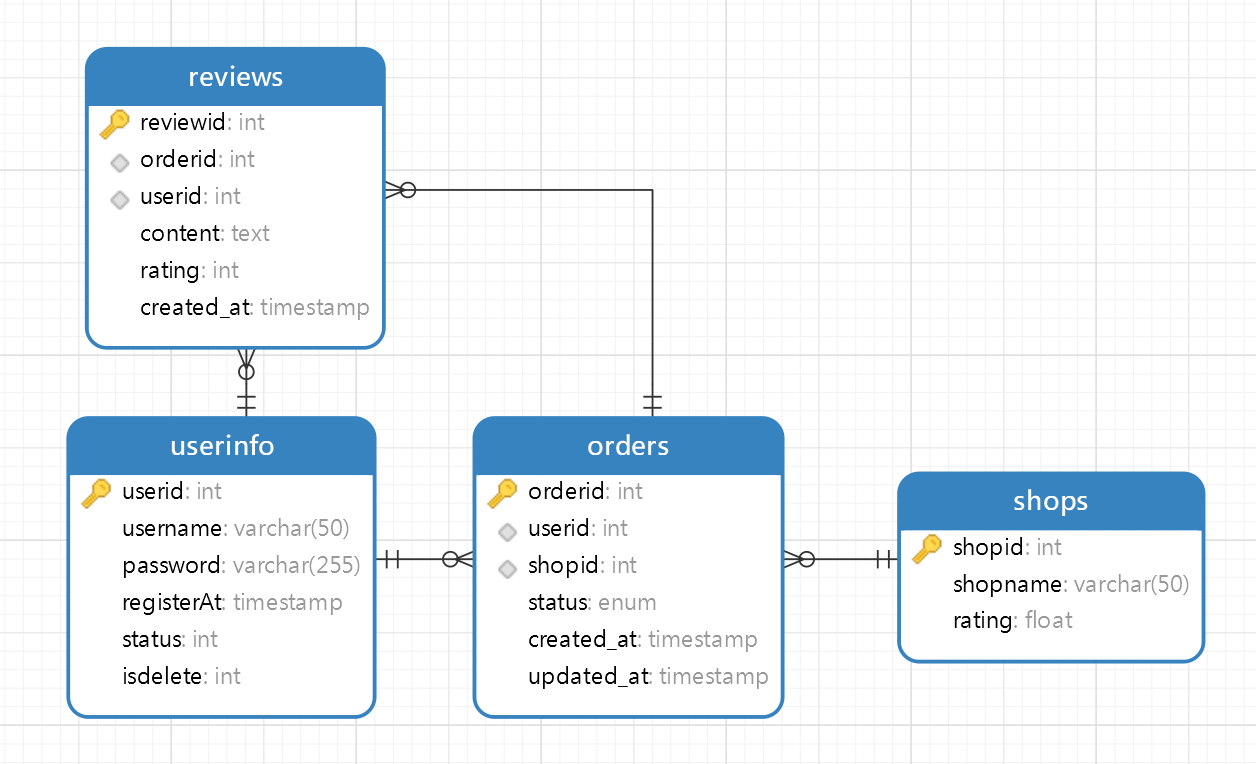 reviews
reviewid: int
orderid: int
userid: int
content: text
rating: int
created_at: timestamp
userinfo
userid: int
username: varchar(50)
password: varchar(255)
registerAt: timestamp
status: int
isdelete: int
orders
orderid: int
userid: int
shopid: int
status: enum
created_at: timestamp
updated_at: timestamp
shops
shopid: int
shopname: varchar(50)
rating: float